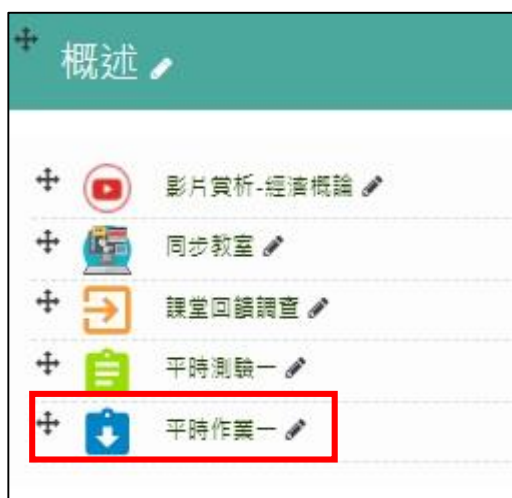 概述
影片賞析-經濟概論
同步教室
課堂回饋調查
平時測驗一
平時作業一